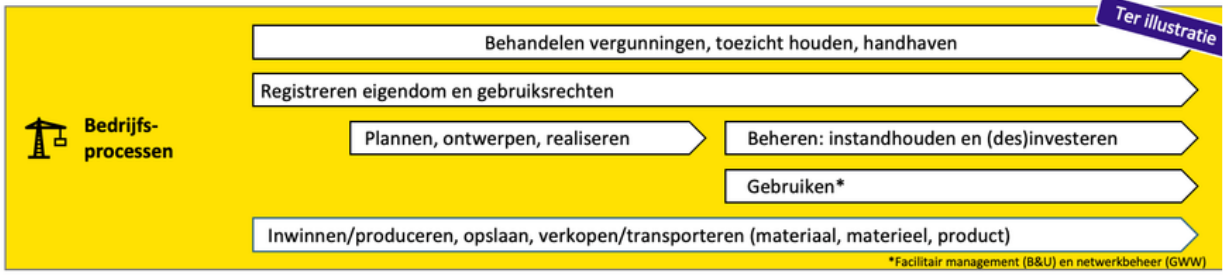 Ter illustratie
Behandelen vergunningen, toezicht houden, handhaven
Registreren eigendom en gebruiksrechten
Bedrijfs-
processen
Plannen, ontwerpen, realiseren
Beheren: instandhouden en (des)investeren
Gebruiken*
Inwinnen/produceren, opslaan, verkopen/transporteren (materiaal, materieel, product)
*Facilitair management (B&U) en netwerkbeheer (GWW)